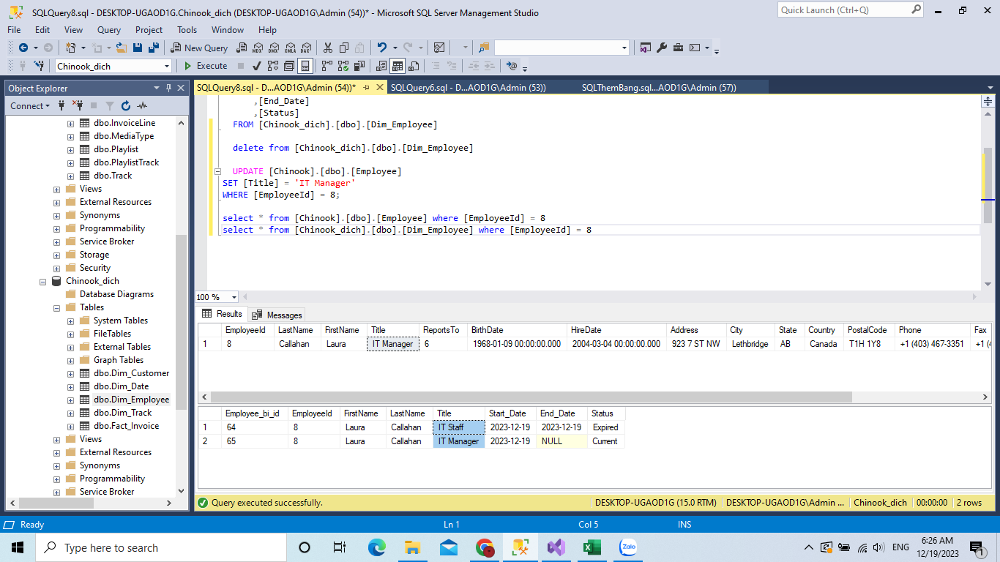 SQLQuery8.sql - DESKTOP-UGAOD1G.Chinook_dich (DESKTOP-UGAOD1G\Admin (54))* - Microsoft SQL Server Management Studio
Quick Launch (Ctrl+Q)
File Edit View Query Project Tools Window Help
New Query
MDX DMX XMLA DAX
Chinook_dich
Execute
Object Explorer
Connect
dbo.InvoiceLine
dbo.MediaType
dbo.Playlist
dbo.PlaylistTrack
dbo.Track
Views
External Resources
Synonyms
Programmability
Service Broker
Storage
Security
Chinook_dich
Database Diagrams
Tables
System Tables
FileTables
External Tables
Graph Tables
dbo.Dim_Customer
dbo.Dim_Date
dbo.Dim_Employee
dbo.Dim_Track
dbo.Fact_Invoice
Views
External Resources
Synonyms
Programmability
Service Broker
SQLQuery8.sql - D...AOD1G\Admin (54))* SQLQuery6.sql - D...AOD1G\Admin (53)) SQLThemBang.sql...AOD1G\Admin (57))
,[End_Date]
,[Status]
FROM [Chinook_dich].[dbo].[Dim_Employee]
delete from [Chinook_dich].[dbo].[Dim_Employee]
UPDATE [Chinook].[dbo].[Employee]
SET [Title] = 'IT Manager'
WHERE [EmployeeId] = 8;
select * from [Chinook].[dbo].[Employee] where [EmployeeId] = 8
select * from [Chinook_dich].[dbo].[Dim_Employee] where [EmployeeId] = 8
100 %
Results Messages
EmployeeId LastName FirstName Title ReportsTo BirthDate HireDate Address City State Country PostalCode Phone Fax
1 8 Callahan Laura IT Manager 6 1968-01-09 00:00:00.000 2004-03-04 00:00:00.000 923 7 ST NW Lethbridge AB Canada T1H 1Y8 +1 (403) 467-3351 +1 (4
Employee_bi_id EmployeeId FirstName LastName Title Start_Date End_Date Status
1 64 8 Laura Callahan IT Staff 2023-12-19 2023-12-19 Expired
2 65 8 Laura Callahan IT Manager 2023-12-19 NULL Current
Query executed successfully. DESKTOP-UGAOD1G (15.0 RTM) DESKTOP-UGAOD1G\Admin ... Chinook_dich 00:00:00 2 rows
Ready Ln 1 Col 5 INS
Type here to search
Zalo
ENG
6:26 AM
12/19/2023
1